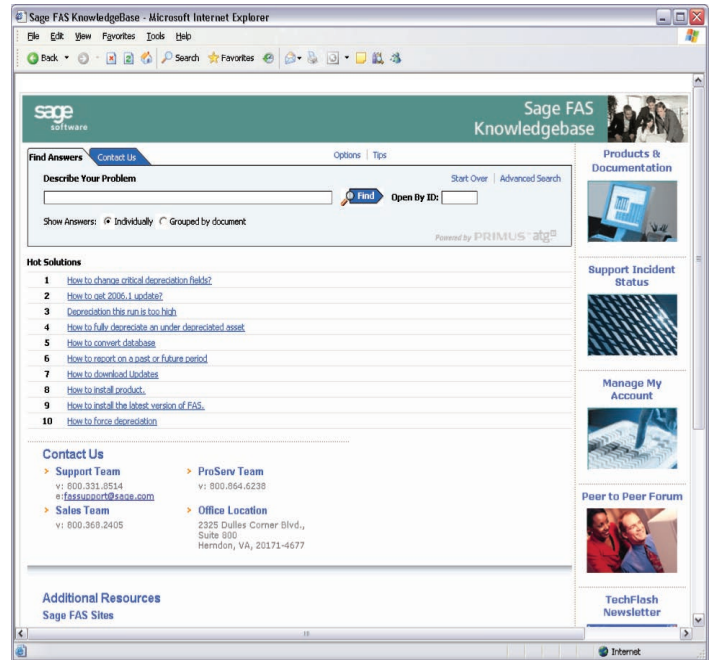 Sage FAS KnowledgeBase - Microsoft Internet Explorer
File Edit View Favorites Tools Help
Back Search Favorites
sage
software
Sage FAS
Knowledgebase
Find Answers Contact Us Options | Tips
Describe Your Problem Start Over | Advanced Search
Find Open By ID:
Show Answers: Individually Grouped by document
Powered by PRIMUS atg
Hot Solutions
1 How to change critical depreciation fields?
2 How to get 2006.1 update?
3 Depreciation this run is too high
4 How to fully depreciate an under depreciated asset
5 How to convert database
6 How to report on a past or future period
7 How to download Updates
8 How to install product.
9 How to install the latest version of FAS.
10 How to force depreciation
Contact Us
Support Team
v: 800.331.8514
e:fassupport@sage.com
Sales Team
v: 800.368.2405
ProServ Team
v: 800.864.6238
Office Location
2325 Dulles Corner Blvd.,
Suite 800
Herndon, VA, 20171-4677
Additional Resources
Sage FAS Sites
Products &
Documentation
Support Incident
Status
Manage My
Account
Peer to Peer Forum
TechFlash
Newsletter
Internet